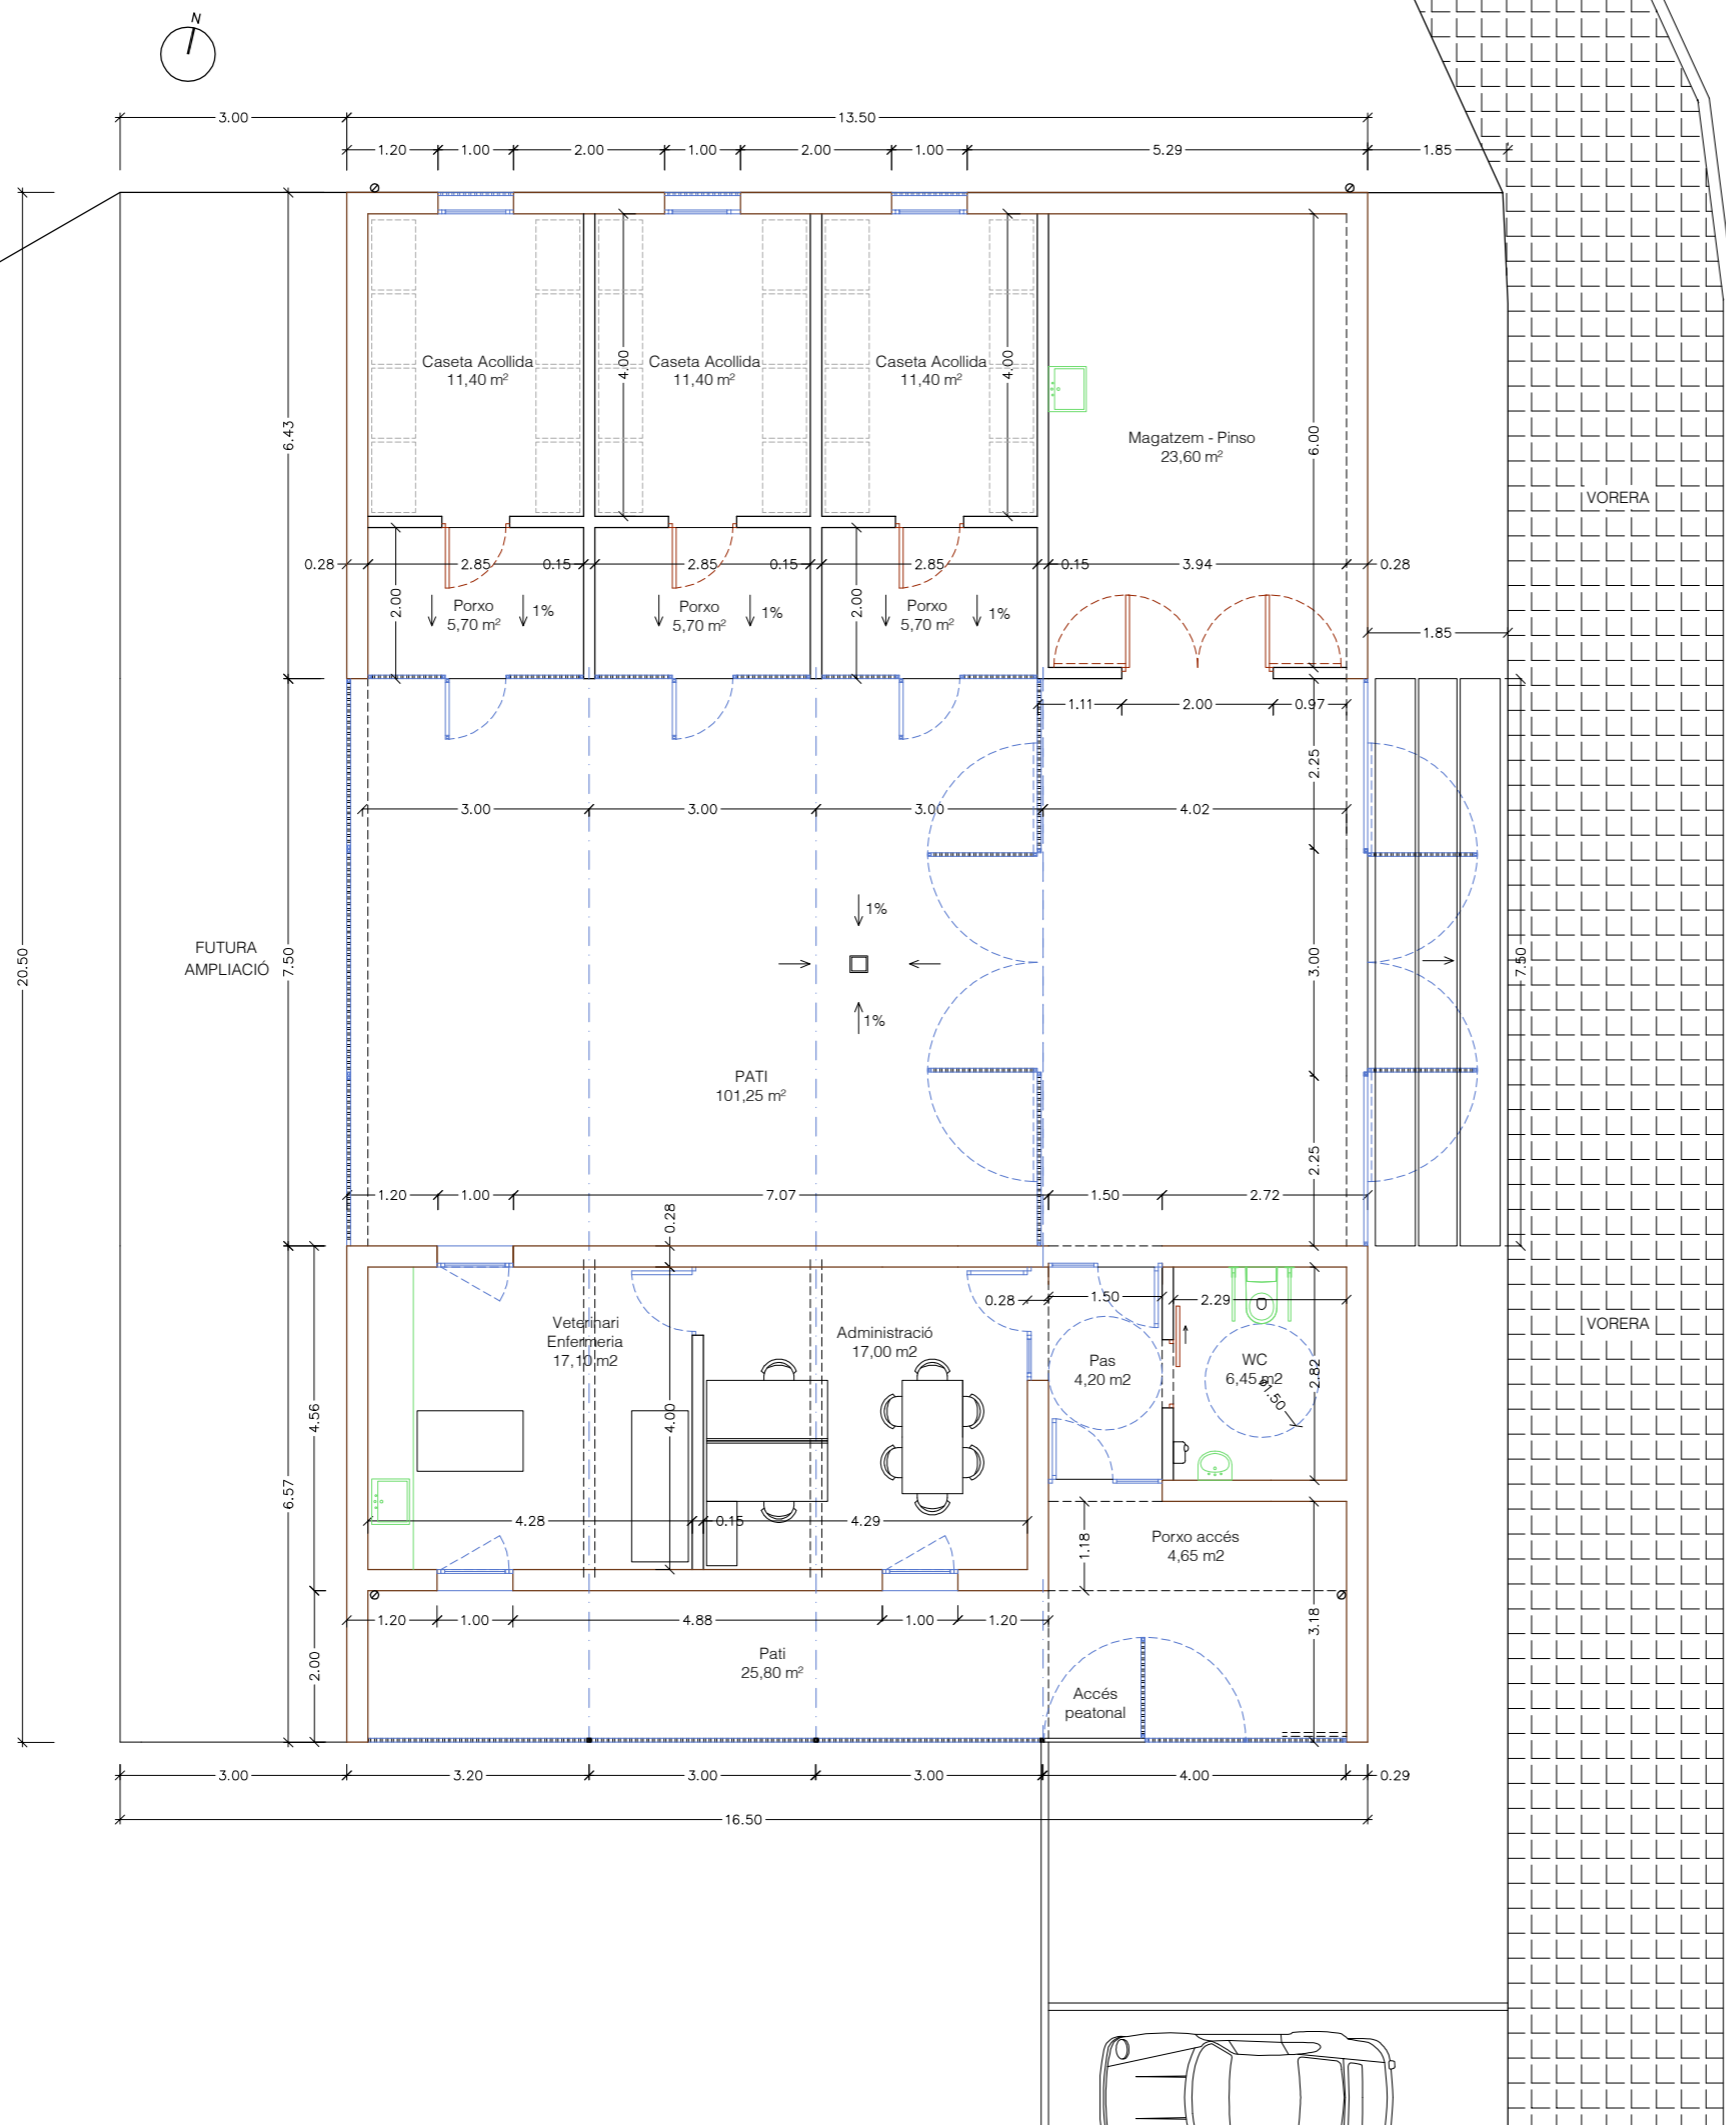 N
3.00
13.50
1.20
1.00
2.00
1.00
2.00
1.00
5.29
1.85
Caseta Acollida
11,40 m²
Caseta Acollida
11,40 m²
Caseta Acollida
11,40 m²
4.00
4.00
6.43
6.00
Magatzem - Pinso
23,60 m²
VORERA
0.28
2.85
0.15
2.85
0.15
2.85
0.15
3.94
0.28
2.00
2.00
Porxo
5,70 m²
1%
Porxo
5,70 m²
1%
Porxo
5,70 m²
1%
1.85
1.11
2.00
0.97
2.25
3.00
3.00
3.00
4.02
1%
FUTURA
AMPLIACIÓ
20.50
7.50
3.00
7.50
1%
PATI
101,25 m²
2.25
1.20
1.00
7.07
1.50
2.72
0.28
0.28
1.50
2.29
Veterinari
Enfermeria
17,10 m2
Administració
17,00 m2
Pas
4,20 m2
WC
6,45 m2
2.82
ø1.50
VORERA
4.56
4.00
6.57
4.28
0.15
4.29
1.18
Porxo accés
4,65 m2
1.20
1.00
4.88
1.00
1.20
3.18
2.00
Pati
25,80 m²
Accés
peatonal
3.00
3.20
3.00
3.00
4.00
0.29
16.50